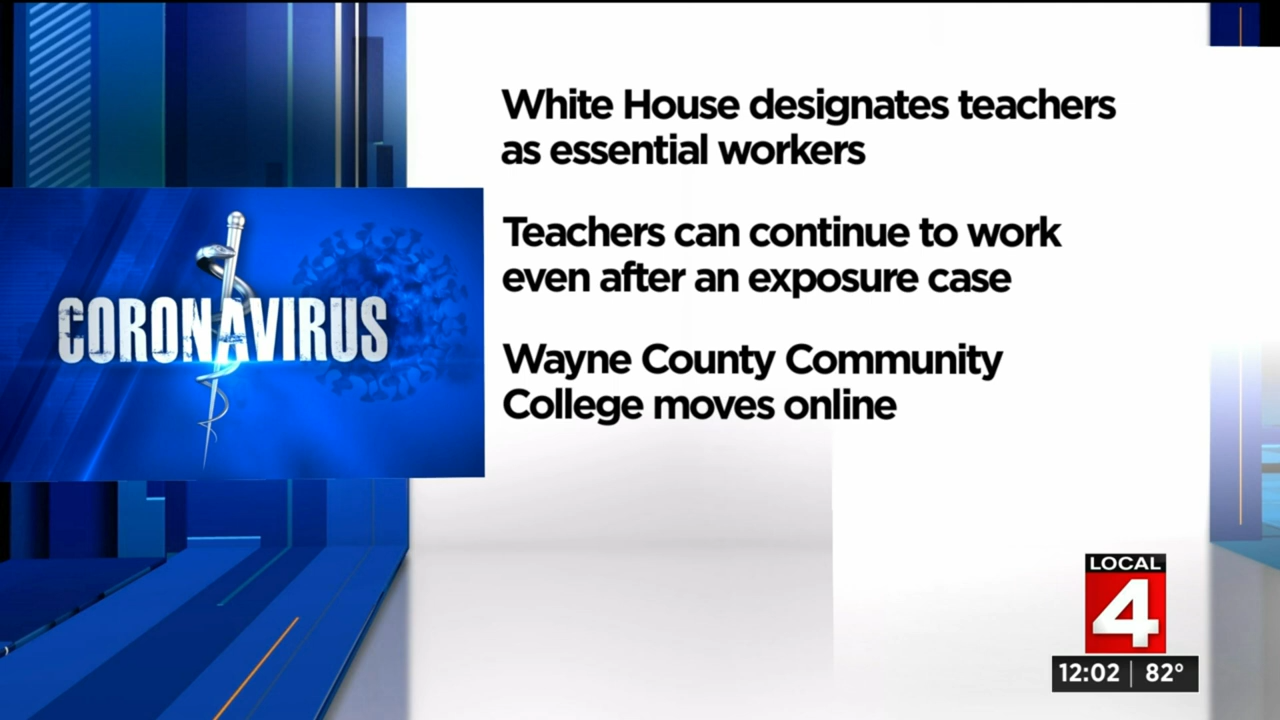 White House designates teachers
as essential workers
Teachers can continue to work
even after an exposure case
Wayne County Community
College moves online
CORONAVIRUS
LOCAL
4
12:02 | 82°